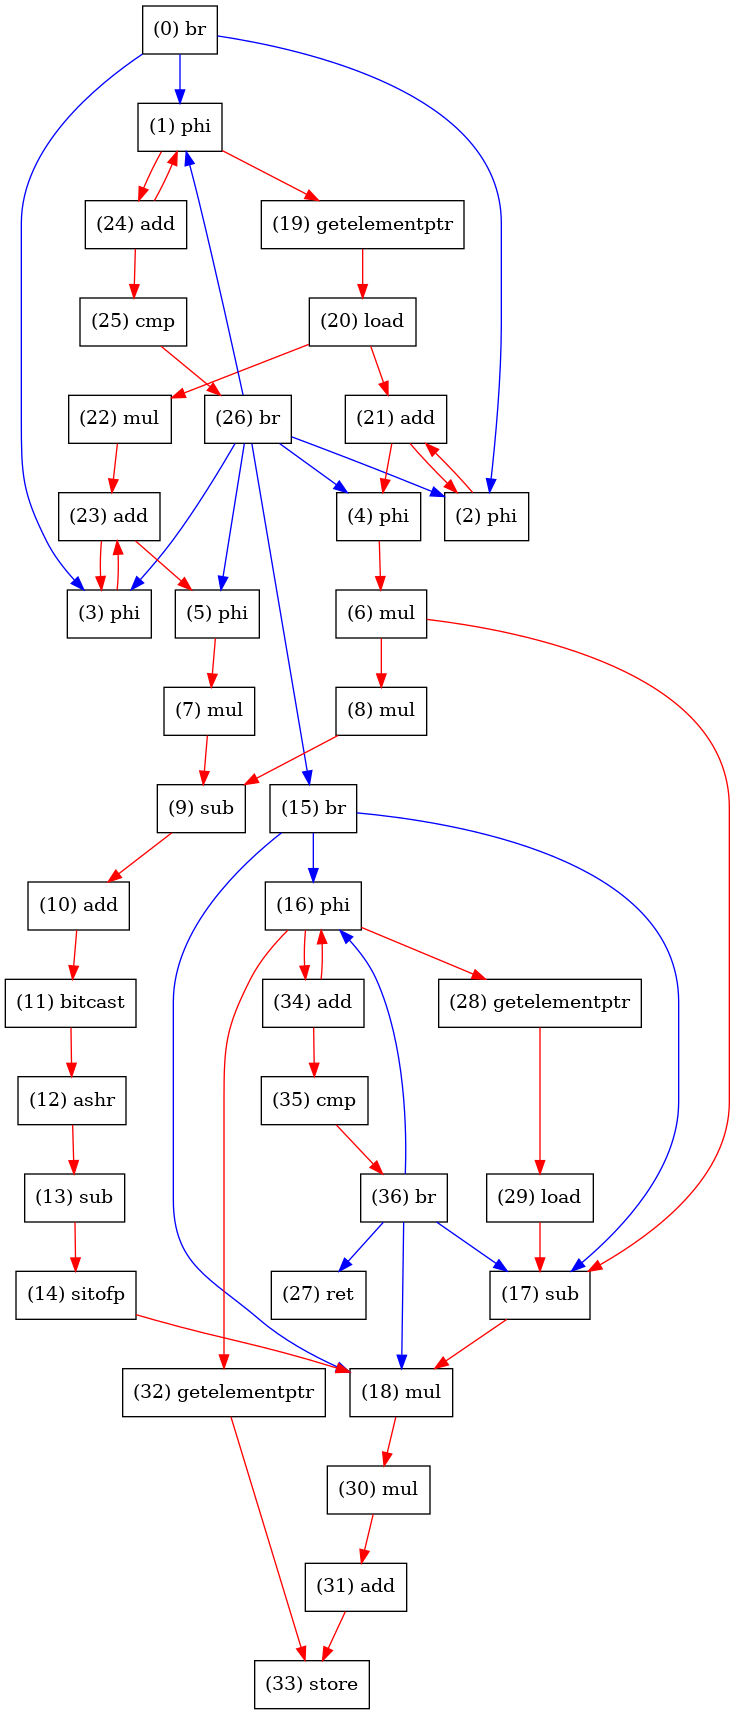 (0) br
(1) phi
(24) add
(19) getelementptr
(25) cmp
(20) load
(22) mul
(26) br
(21) add
(23) add
(4) phi
(2) phi
(3) phi
(5) phi
(6) mul
(7) mul
(8) mul
(9) sub
(15) br
(10) add
(16) phi
(11) bitcast
(34) add
(28) getelementptr
(12) ashr
(35) cmp
(13) sub
(36) br
(29) load
(14) sitofp
(27) ret
(17) sub
(32) getelementptr
(18) mul
(30) mul
(31) add
(33) store